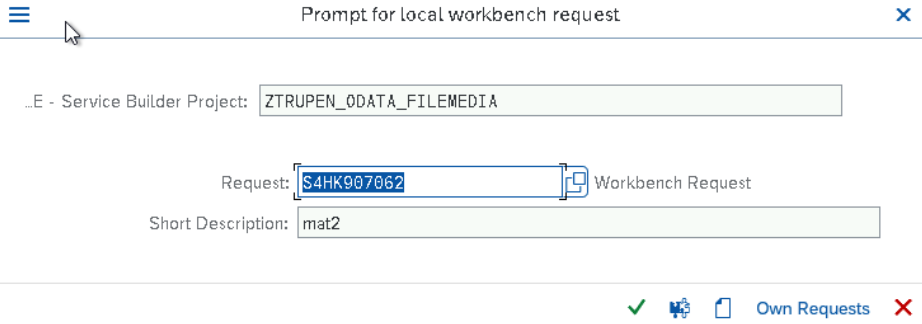 Prompt for local workbench request
…E - Service Builder Project: ZTRUPEN_ODATA_FILEMEDIA
Request: S4HK907062 Workbench Request
Short Description: mat2
Own Requests